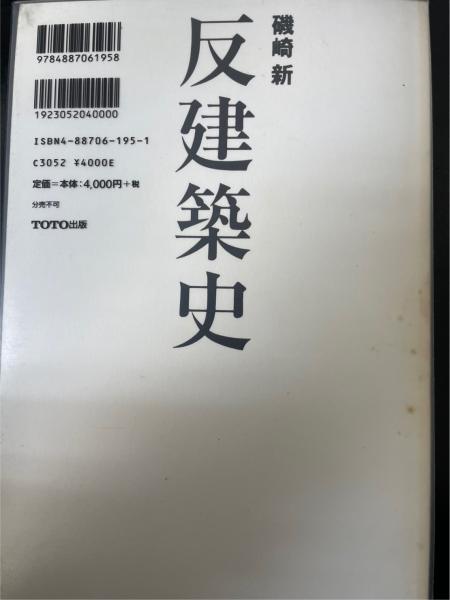 磯崎 新
反建築史
9784887061958
1923052040000
ISBN4-88706-195-1
C3052 ¥4000E
定価=本体:4,000円+税
分売不可
TOTO出版